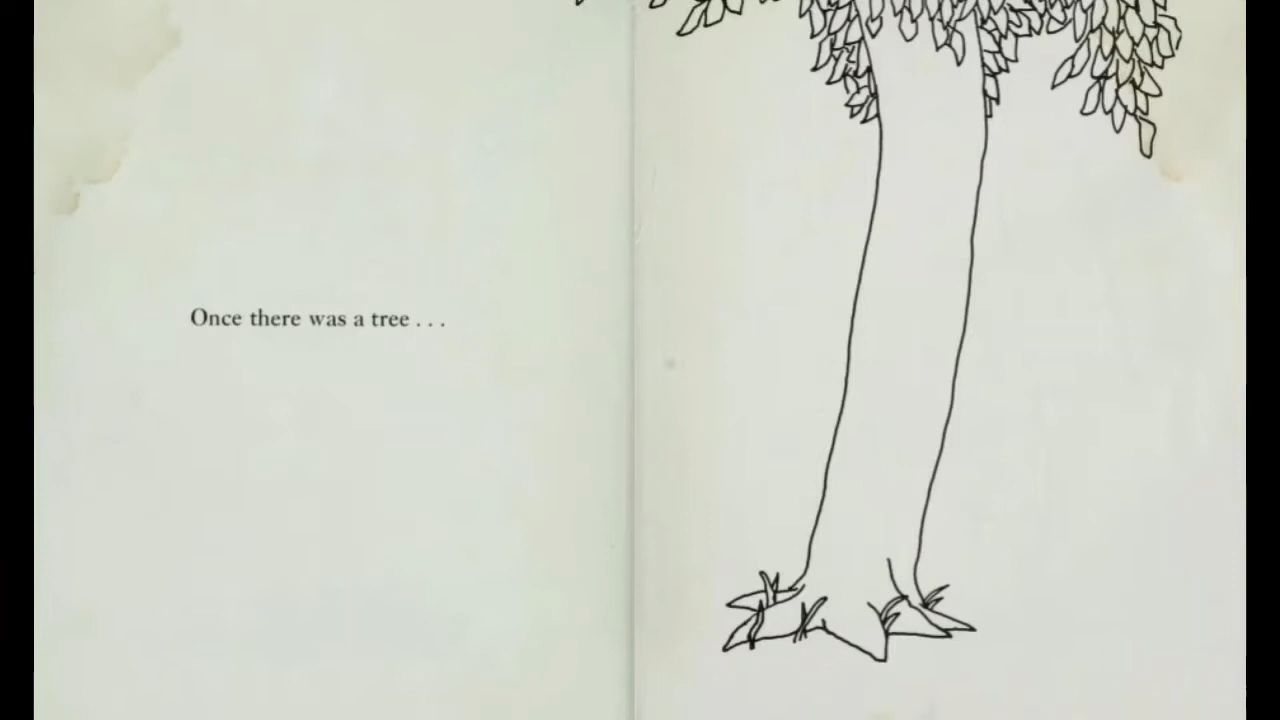 Once there was a tree . . .